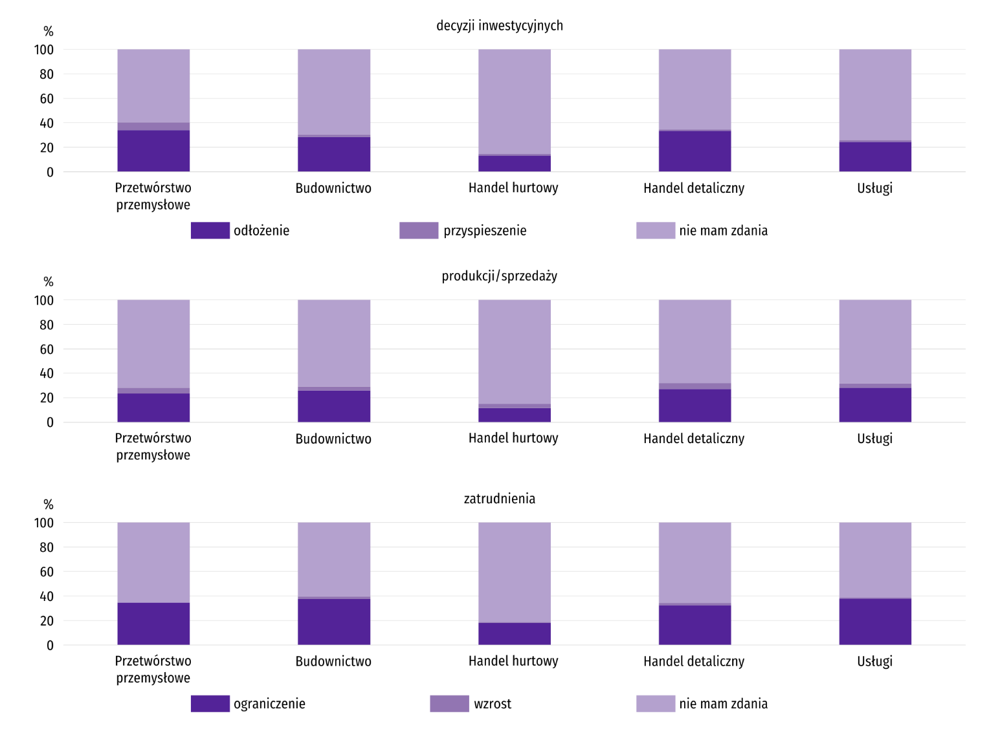 decyzji inwestycyjnych
%
100
80
60
40
20
0
Przetwórstwo
przemysłowe
Budownictwo
Handel hurtowy
Handel detaliczny
Usługi
odłożenie
przyspieszenie
nie mam zdania
produkcji/sprzedaży
%
100
80
60
40
20
0
Przetwórstwo
przemysłowe
Budownictwo
Handel hurtowy
Handel detaliczny
Usługi
zatrudnienia
%
100
80
60
40
20
0
Przetwórstwo
przemysłowe
Budownictwo
Handel hurtowy
Handel detaliczny
Usługi
ograniczenie
wzrost
nie mam zdania